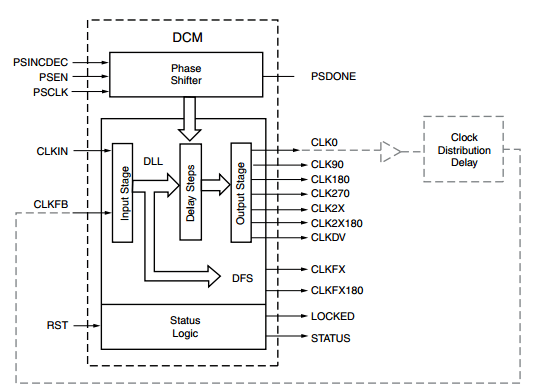 DCM
PSINCDEC
PSEN
PSCLK
Phase
Shifter
PSDONE
CLKIN
CLKFB
DLL
Input Stage
Delay Steps
Output Stage
DFS
CLK0
CLK90
CLK180
CLK270
CLK2X
CLK2X180
CLKDV
CLKFX
CLKFX180
Clock
Distribution
Delay
RST
Status
Logic
LOCKED
STATUS